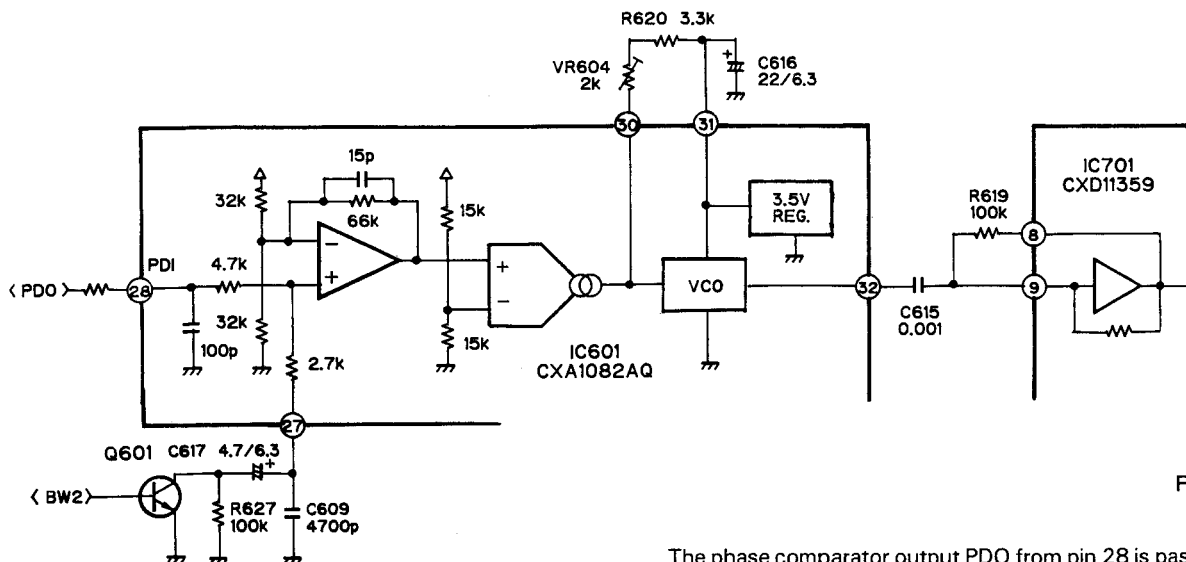 R620 3.3k
VR604
2k
+
C616
22/6.3
30
31
15p
66k
32k
15k
3.5V
REG.
IC701
CXD11359
R619
100k
8
PDI
4.7k
−
+
+
−
< PDO >
28
VCO
32
9
C615
0.001
32k
100p
15k
2.7k
IC601
CXA1082AQ
27
Q601
C617 4.7/6.3
+
< BW2 >
R627
100k
C609
4700p
F
The phase comparator output PDO from pin 28 is pas